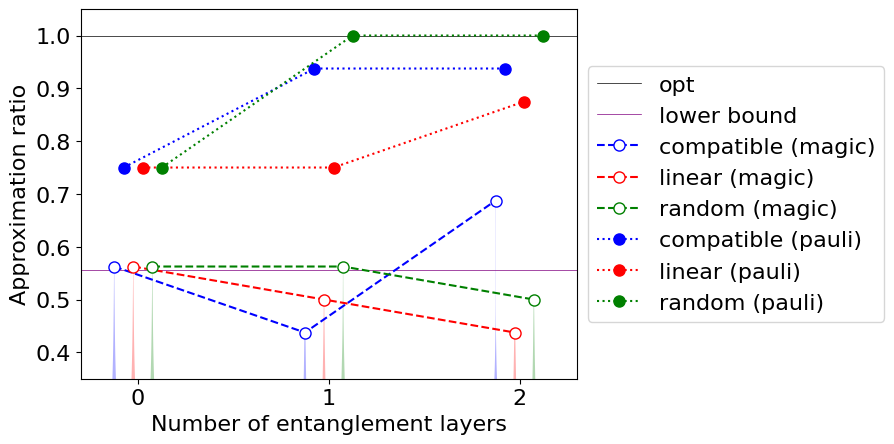 1.0
0.9
0.8
0.7
0.6
0.5
0.4
Approximation ratio
0 1 2
Number of entanglement layers
opt
lower bound
compatible (magic)
linear (magic)
random (magic)
compatible (pauli)
linear (pauli)
random (pauli)